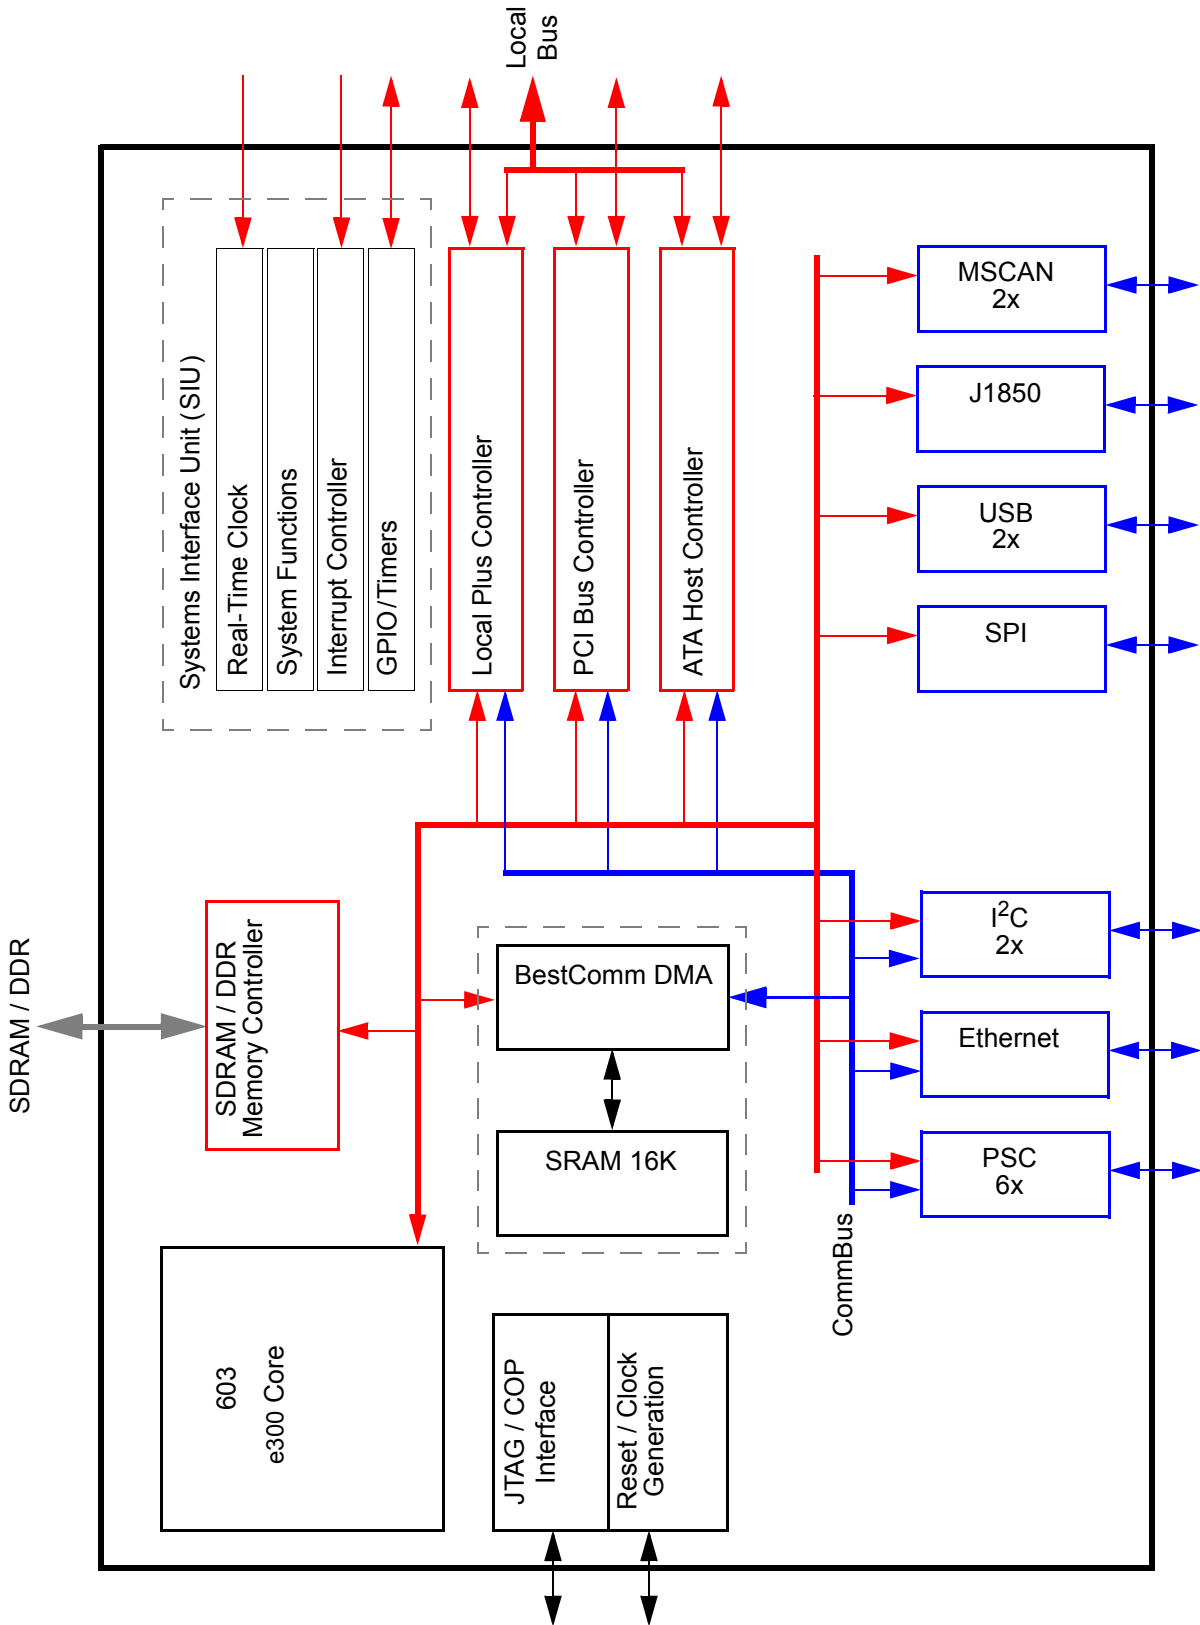 Local
Bus
Systems Interface Unit (SIU)
Real-Time Clock
System Functions
Interrupt Controller
GPIO/Timers
Local Plus Controller
PCI Bus Controller
ATA Host Controller
MSCAN
2x
J1850
USB
2x
SPI
SDRAM / DDR
SDRAM / DDR
Memory Controller
BestComm DMA
SRAM 16K
I²C
2x
Ethernet
PSC
6x
CommBus
603
e300 Core
JTAG / COP
Interface
Reset / Clock
Generation